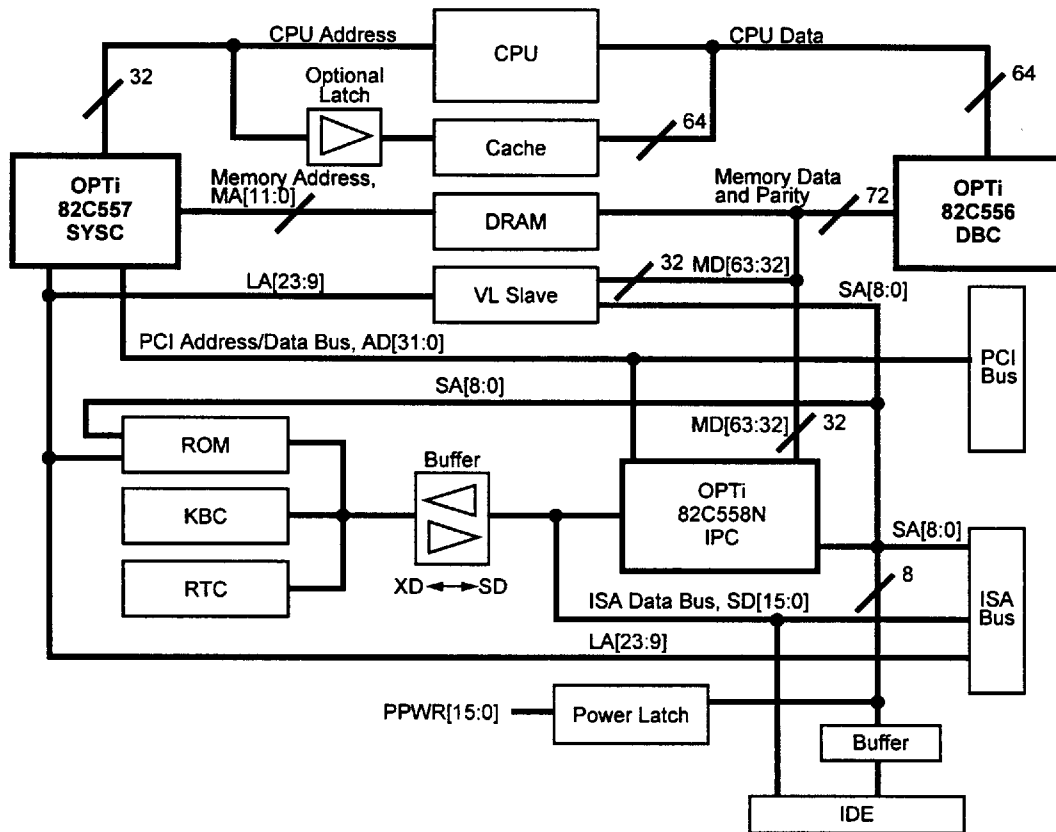 CPU Address
CPU
CPU Data
32
Optional
Latch
64
64
Cache
OPTi
82C557
SYSC
Memory Address,
MA[11:0]
DRAM
Memory Data
and Parity
72
OPTi
82C556
DBC
LA[23:9]
VL Slave
32
MD[63:32]
SA[8:0]
PCI Address/Data Bus, AD[31:0]
PCI
Bus
SA[8:0]
MD[63:32]
32
ROM
KBC
RTC
Buffer
XD
SD
OPTi
82C558N
IPC
SA[8:0]
8
ISA
Bus
ISA Data Bus, SD[15:0]
LA[23:9]
PPWR[15:0]
Power Latch
Buffer
IDE